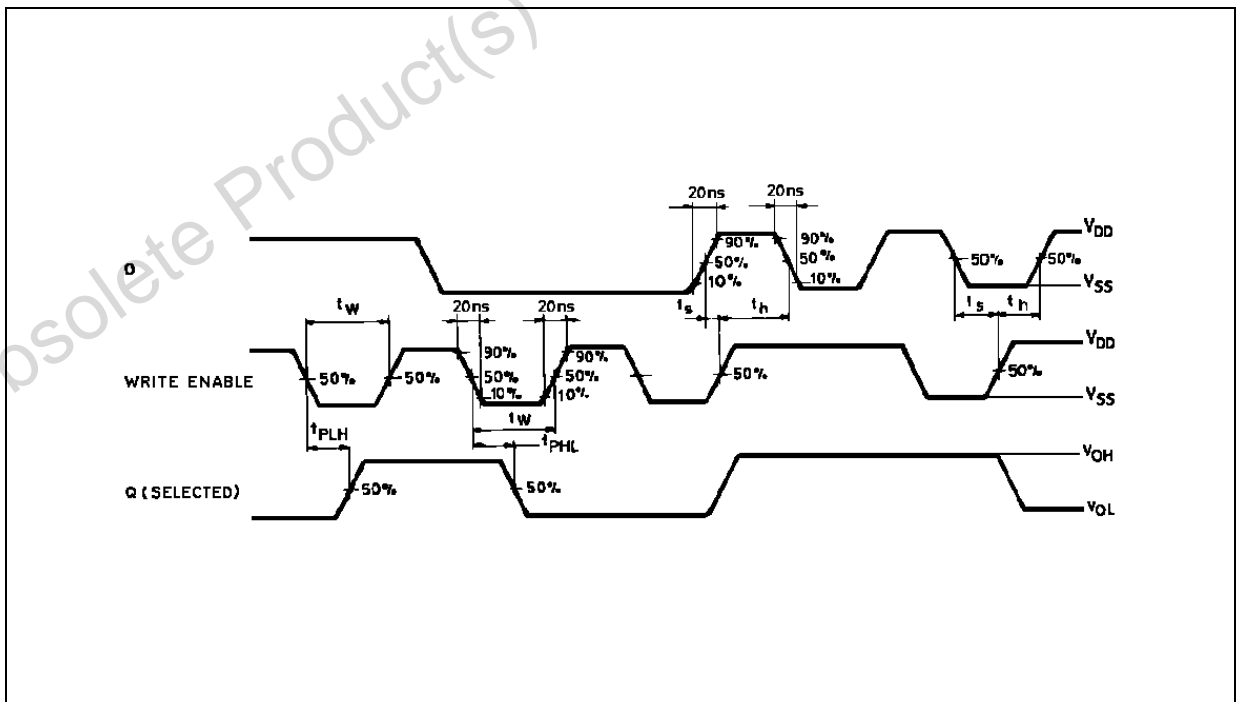 bsolete Product(s)
20ns 20ns
D 90% 50% 10% 90% 50% 10% 50% 50% VDD VSS
ts th ts th
tW 20ns 20ns
WRITE ENABLE 50% 50% 90% 50% 10% 90% 50% 10% 50% 50% VDD VSS
tW
tPLH tPHL
Q (SELECTED) 50% 50% VOH VOL